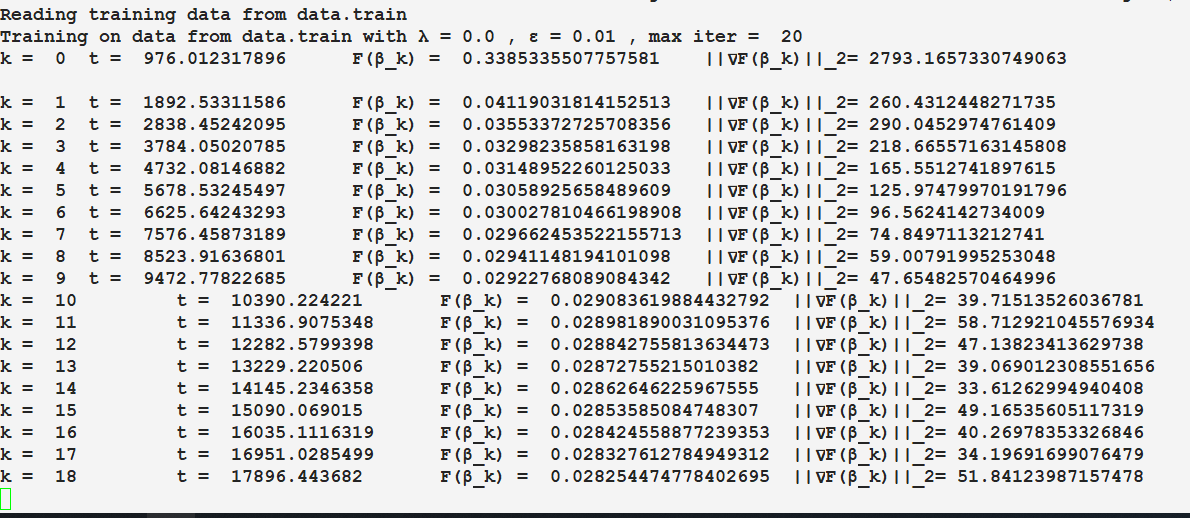 Reading training data from data.train
Training on data from data.train with λ = 0.0 , ε = 0.01 , max iter =  20
k =  0  t =  976.012317896      F(β_k) =  0.3385335507757581    ||∇F(β_k)||_2= 2793.1657330749063
k =  1  t =  1892.53311586      F(β_k) =  0.04119031814152513   ||∇F(β_k)||_2= 260.4312448271735
k =  2  t =  2838.45242095      F(β_k) =  0.03553372725708356   ||∇F(β_k)||_2= 290.0452974761409
k =  3  t =  3784.05020785      F(β_k) =  0.03298235858163198   ||∇F(β_k)||_2= 218.66557163145808
k =  4  t =  4732.08146882      F(β_k) =  0.03148952260125033   ||∇F(β_k)||_2= 165.5512741897615
k =  5  t =  5678.53245497      F(β_k) =  0.03058925658489609   ||∇F(β_k)||_2= 125.97479970191796
k =  6  t =  6625.64243293      F(β_k) =  0.030027810466198908  ||∇F(β_k)||_2= 96.5624142734009
k =  7  t =  7576.45873189      F(β_k) =  0.029662453522155713  ||∇F(β_k)||_2= 74.8497113212741
k =  8  t =  8523.91636801      F(β_k) =  0.02941148194101098   ||∇F(β_k)||_2= 59.00791995253048
k =  9  t =  9472.77822685      F(β_k) =  0.02922768089084342   ||∇F(β_k)||_2= 47.65482570464996
k =  10         t =  10390.224221       F(β_k) =  0.029083619884432792  ||∇F(β_k)||_2= 39.71513526036781
k =  11         t =  11336.9075348      F(β_k) =  0.028981890031095376  ||∇F(β_k)||_2= 58.712921045576934
k =  12         t =  12282.5799398      F(β_k) =  0.028842755813634473  ||∇F(β_k)||_2= 47.13823413629738
k =  13         t =  13229.220506       F(β_k) =  0.02872755215010382   ||∇F(β_k)||_2= 39.069012308551656
k =  14         t =  14145.2346358      F(β_k) =  0.02862646225967555   ||∇F(β_k)||_2= 33.61262994940408
k =  15         t =  15090.069015       F(β_k) =  0.02853585084748307   ||∇F(β_k)||_2= 49.16535605117319
k =  16         t =  16035.1116319      F(β_k) =  0.028424558877239353  ||∇F(β_k)||_2= 40.26978353326846
k =  17         t =  16951.0285499      F(β_k) =  0.028327612784949312  ||∇F(β_k)||_2= 34.19691699076479
k =  18         t =  17896.443682       F(β_k) =  0.028254474778402695  ||∇F(β_k)||_2= 51.84123987157478